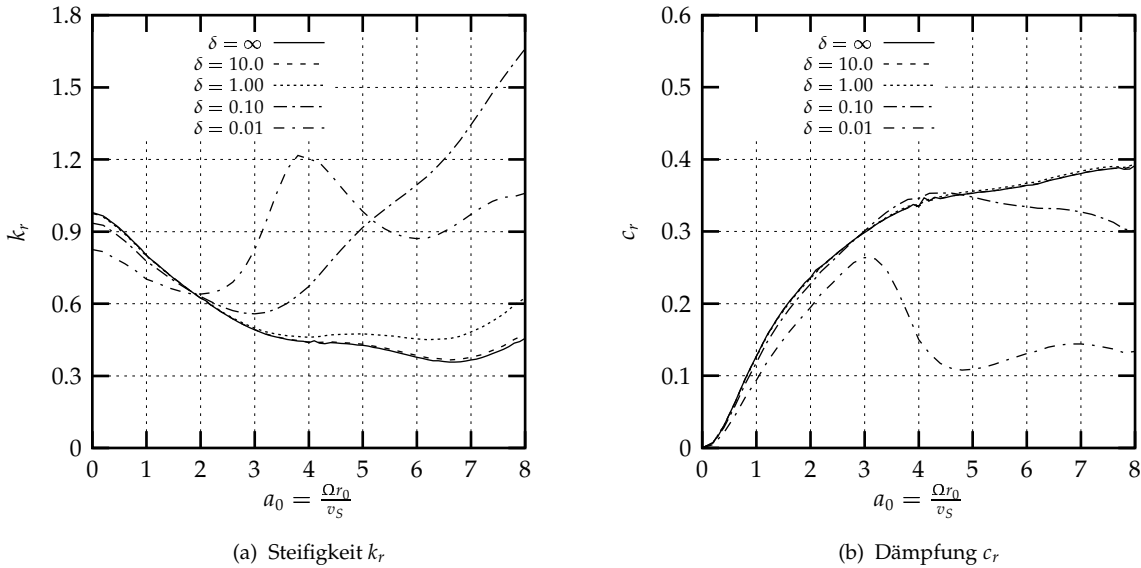 1.8
1.5
1.2
0.9
0.6
0.3
0
k_r
δ = ∞
δ = 10.0
δ = 1.00
δ = 0.10
δ = 0.01
0 1 2 3 4 5 6 7 8
a_0 = Ωr_0 / v_S
(a) Steifigkeit k_r
0.6
0.5
0.4
0.3
0.2
0.1
0
c_r
δ = ∞
δ = 10.0
δ = 1.00
δ = 0.10
δ = 0.01
0 1 2 3 4 5 6 7 8
a_0 = Ωr_0 / v_S
(b) Dämpfung c_r